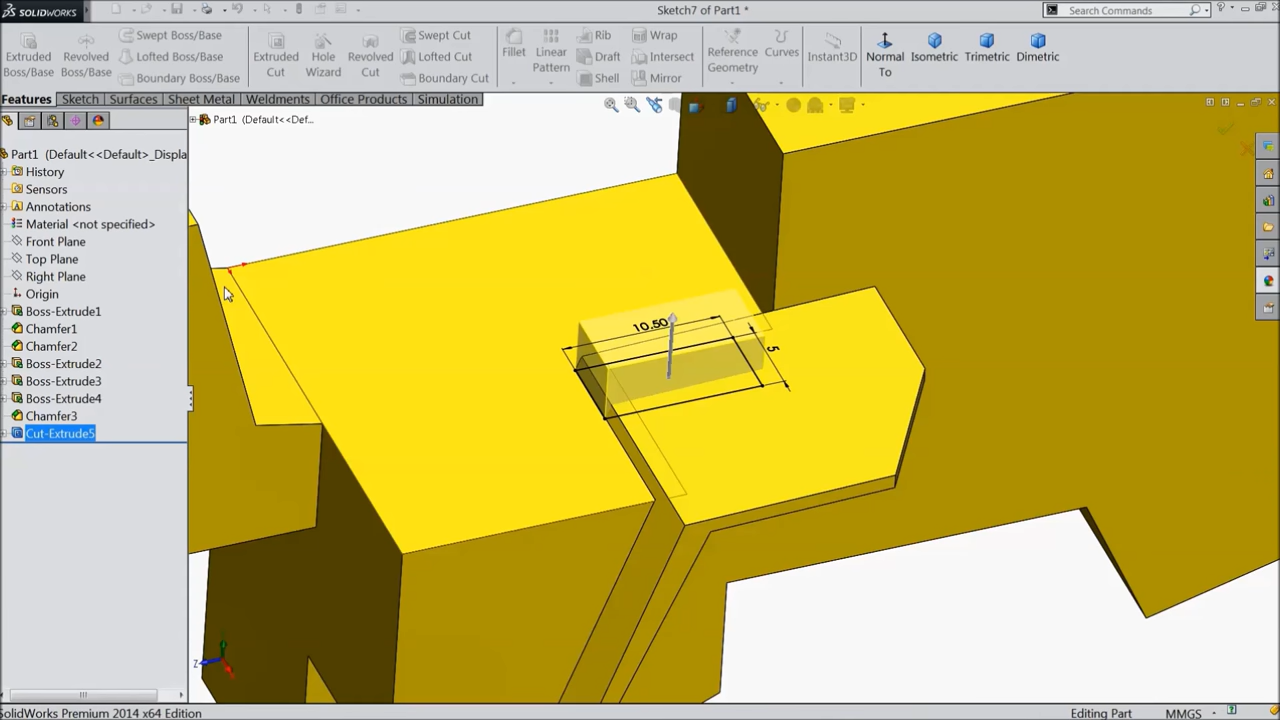 SOLIDWORKS
Sketch7 of Part1 *
Search Commands
Extruded Boss/Base
Revolved Boss/Base
Swept Boss/Base
Lofted Boss/Base
Boundary Boss/Base
Extruded Cut
Hole Wizard
Revolved Cut
Swept Cut
Lofted Cut
Boundary Cut
Fillet
Linear Pattern
Rib
Draft
Shell
Wrap
Intersect
Mirror
Reference Geometry
Curves
Instant3D
Normal To
Isometric
Trimetric
Dimetric
Features
Sketch
Surfaces
Sheet Metal
Weldments
Office Products
Simulation
Part1 (Default<<Def...
Part1 (Default<<Default>_Displa
History
Sensors
Annotations
Material <not specified>
Front Plane
Top Plane
Right Plane
Origin
Boss-Extrude1
Chamfer1
Chamfer2
Boss-Extrude2
Boss-Extrude3
Boss-Extrude4
Chamfer3
Cut-Extrude5
10.50
5
Z
SolidWorks Premium 2014 x64 Edition
Editing Part
MMGS